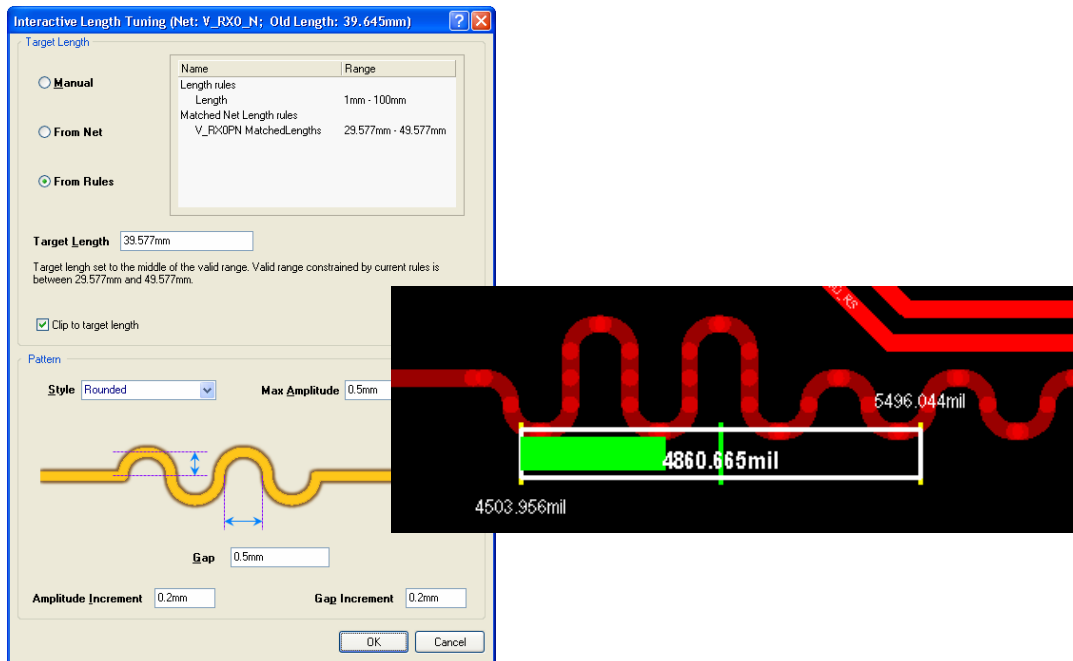 Interactive Length Tuning (Net: V_RX0_N; Old Length: 39.645mm)
Target Length
Manual
From Net
From Rules
Name Range
Length rules
Length 1mm - 100mm
Matched Net Length rules
V_RX0PN MatchedLengths 29.577mm - 49.577mm
Target Length 39.577mm
Target lengh set to the middle of the valid range. Valid range constrained by current rules is
between 29.577mm and 49.577mm.
Clip to target length
Pattern
Style Rounded Max Amplitude 0.5mm
Gap 0.5mm
Amplitude Increment 0.2mm Gap Increment 0.2mm
OK Cancel
5496.044mil
4860.665mil
4503.956mil